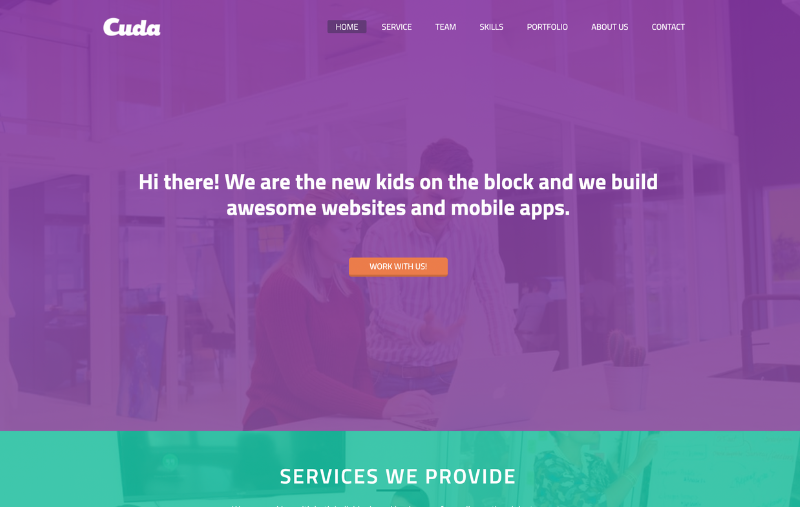 Cuda
HOME SERVICE TEAM SKILLS PORTFOLIO ABOUT US CONTACT
Hi there! We are the new kids on the block and we build
awesome websites and mobile apps.
WORK WITH US!
SERVICES WE PROVIDE